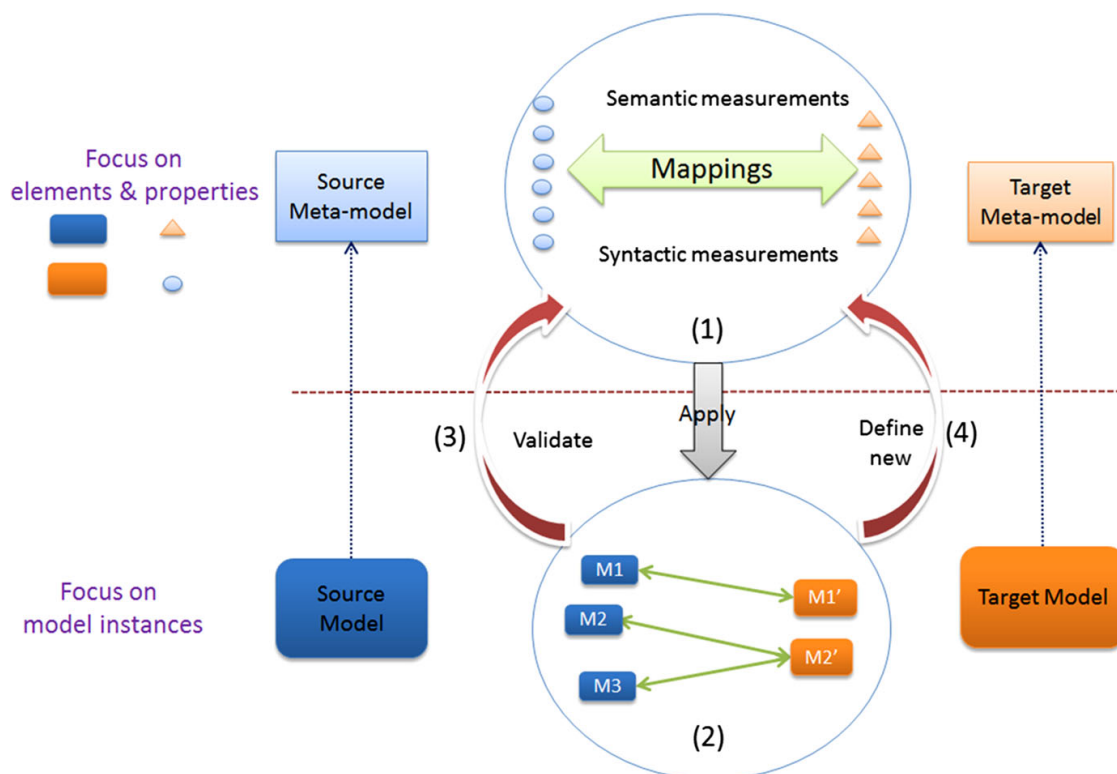 Semantic measurements
Focus on
elements & properties
Source
Meta-model
Mappings
Target
Meta-model
Syntactic measurements
(1)
(3)
Validate
Apply
Define
new
(4)
Focus on
model instances
Source
Model
M1
M2
M3
M1’
M2’
Target Model
(2)